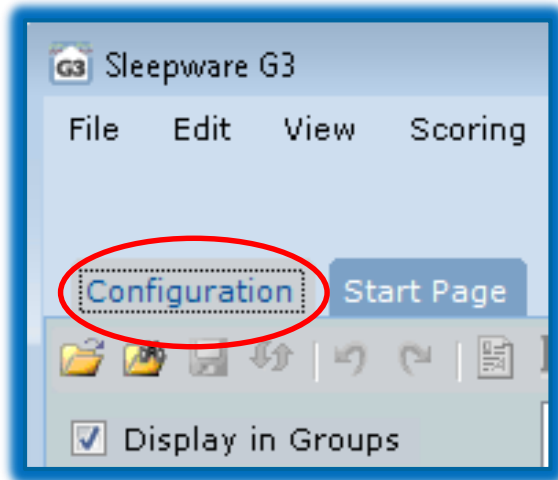 G3 Sleepware G3
File Edit View Scoring
Configuration Start Page
Display in Groups